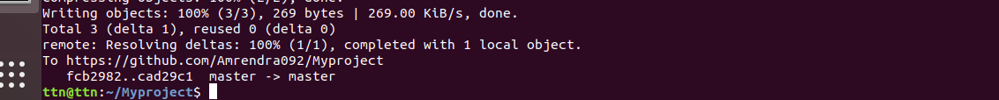 Compressing objects: 100% (2/2), done.
Writing objects: 100% (3/3), 269 bytes | 269.00 KiB/s, done.
Total 3 (delta 1), reused 0 (delta 0)
remote: Resolving deltas: 100% (1/1), completed with 1 local object.
To https://github.com/Amrendra092/Myproject
   fcb2982..cad29c1  master -> master
ttn@ttn:~/Myproject$